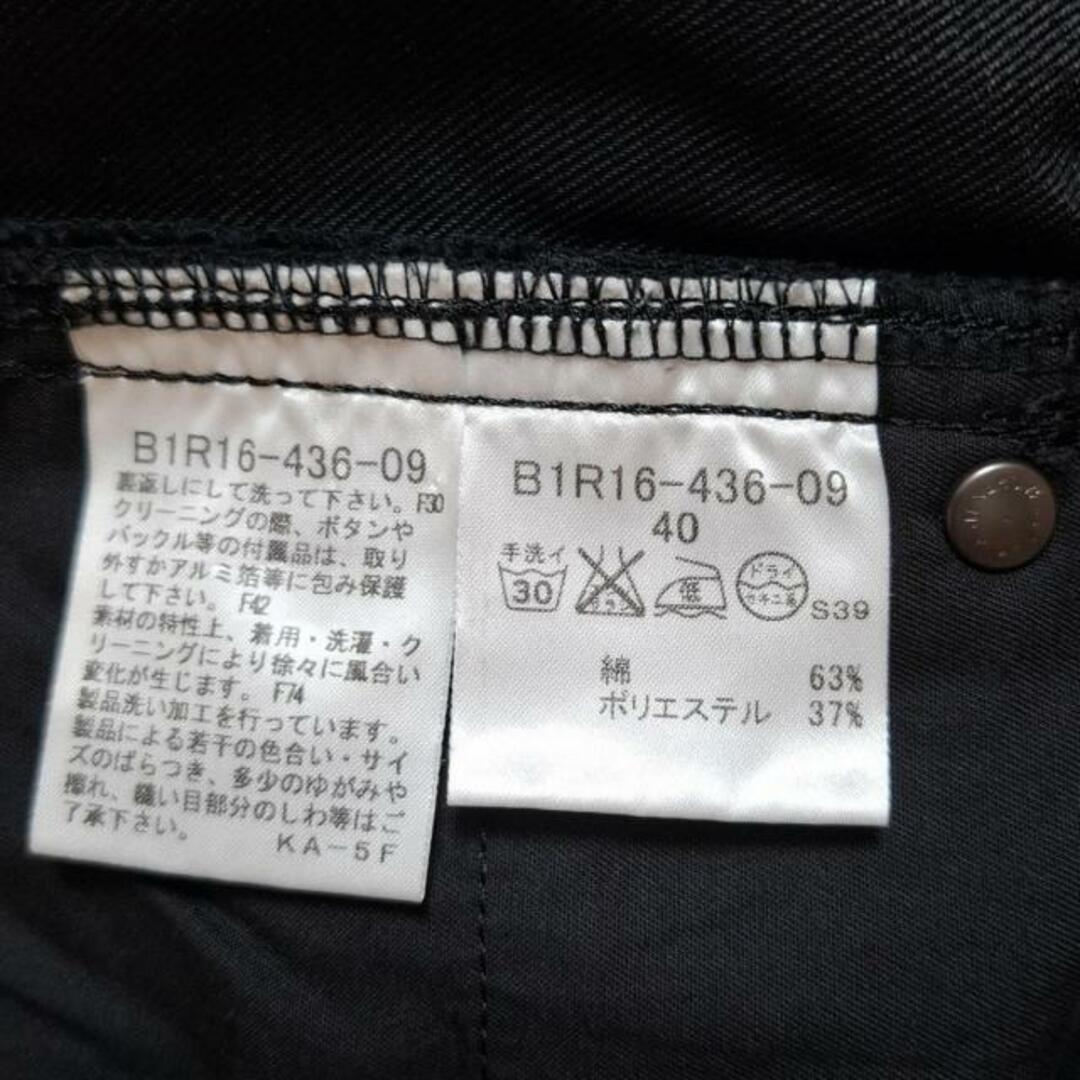 B1R16-436-09
裏返しにして洗って下さい。F30
クリーニングの際、ボタンや
バックル等の付属品は、取り
外すかアルミ箔等に包み保護
して下さい。 F42
素材の特性上、着用・洗濯・ク
リーニングにより徐々に風合い
変化が生じます。 F74
製品洗い加工を行っています。
製品による若干の色合い・サイ
ズのばらつき、多少のゆがみや
擦れ、縫い目部分のしわ等はご
了承下さい。
KA-5F
B1R16-436-09
40
手洗イ
30
低
ドライ
セキユ系
S39
綿 63%
ポリエステル 37%